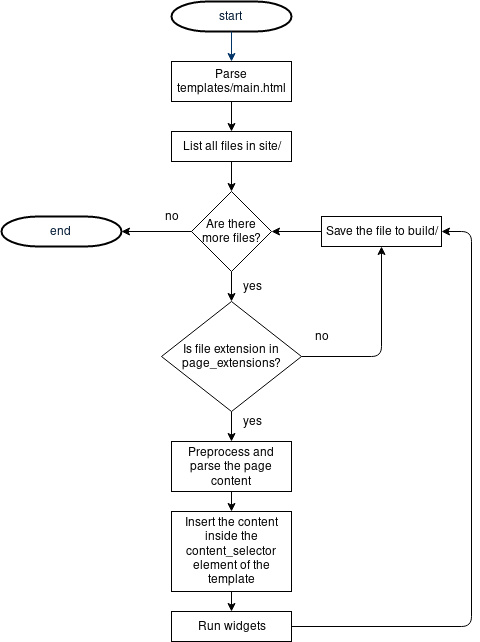 start
Parse
templates/main.html
List all files in site/
Are there
more files?
no
end
Save the file to build/
yes
Is file extension in
page_extensions?
no
yes
Preprocess and
parse the page
content
Insert the content
inside the
content_selector
element of the
template
Run widgets